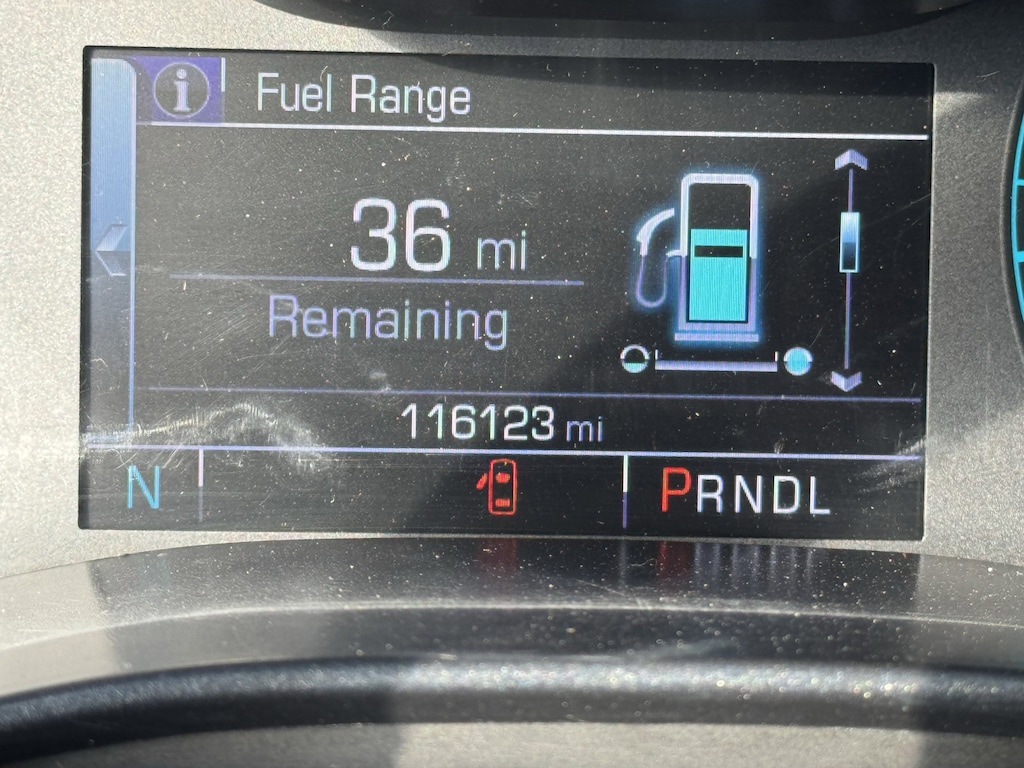 i Fuel Range
36 mi
Remaining
116123 mi
N PRNDL